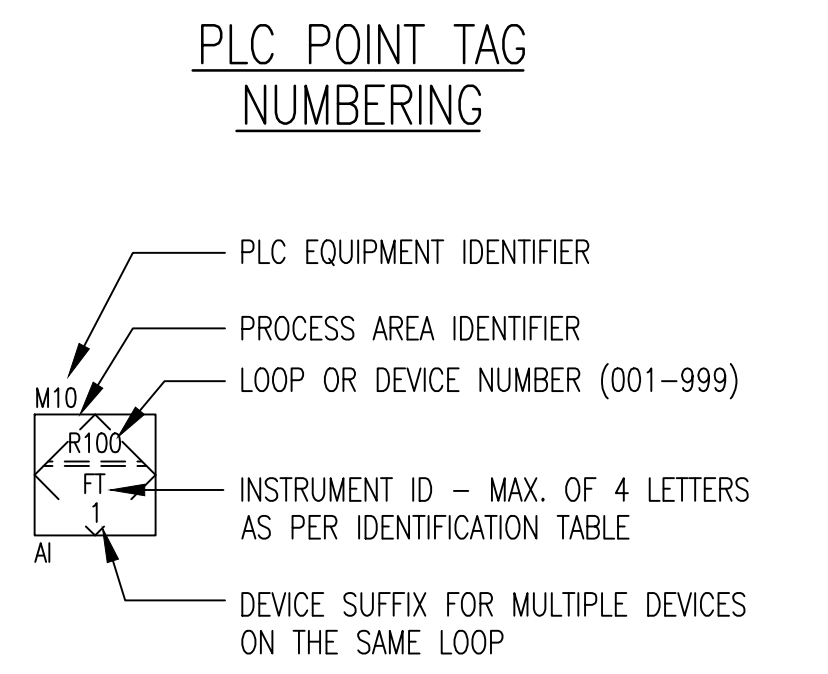 PLC POINT TAG
NUMBERING
PLC EQUIPMENT IDENTIFIER
PROCESS AREA IDENTIFIER
LOOP OR DEVICE NUMBER (001-999)
M10
R100
FT
1
AI
INSTRUMENT ID - MAX. OF 4 LETTERS
AS PER IDENTIFICATION TABLE
DEVICE SUFFIX FOR MULTIPLE DEVICES
ON THE SAME LOOP